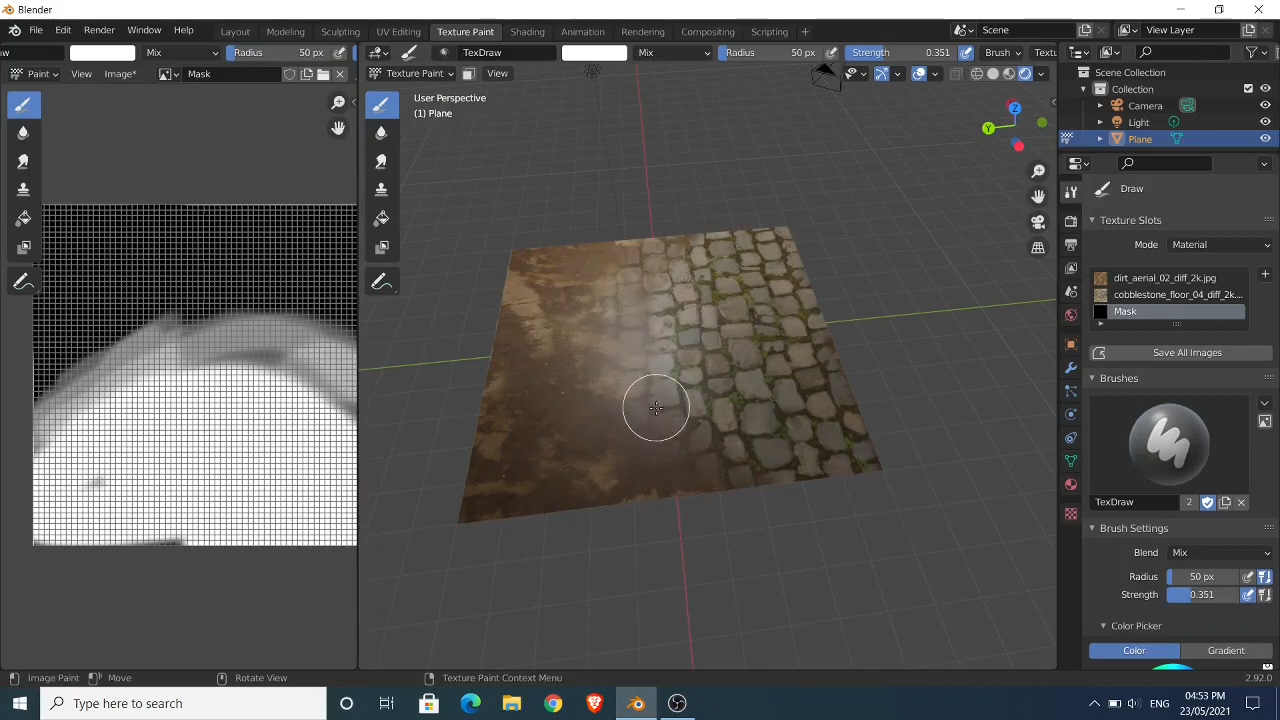 Blender
File Edit Render Window Help Layout Modeling Sculpting UV Editing Texture Paint Shading Animation Rendering Compositing Scripting + Scene View Layer
Mix Radius 50 px TexDraw Mix Radius 50 px Strength 0.351 Brush
Paint View Image* Mask Texture Paint View
User Perspective
(1) Plane
Z
Y
Scene Collection
Collection
Camera
Light
Plane
Draw
Texture Slots
Mode Material
dirt_aerial_02_diff_2k.jpg
cobblestone_floor_04_diff_2k...
Mask
Save All Images
Brushes
TexDraw 2
Brush Settings
Blend Mix
Radius 50 px
Strength 0.351
Color Picker
Color Gradient
Image Paint Move Rotate View Texture Paint Context Menu 2.92.0
Type here to search
ENG
04:53 PM
23/05/2021